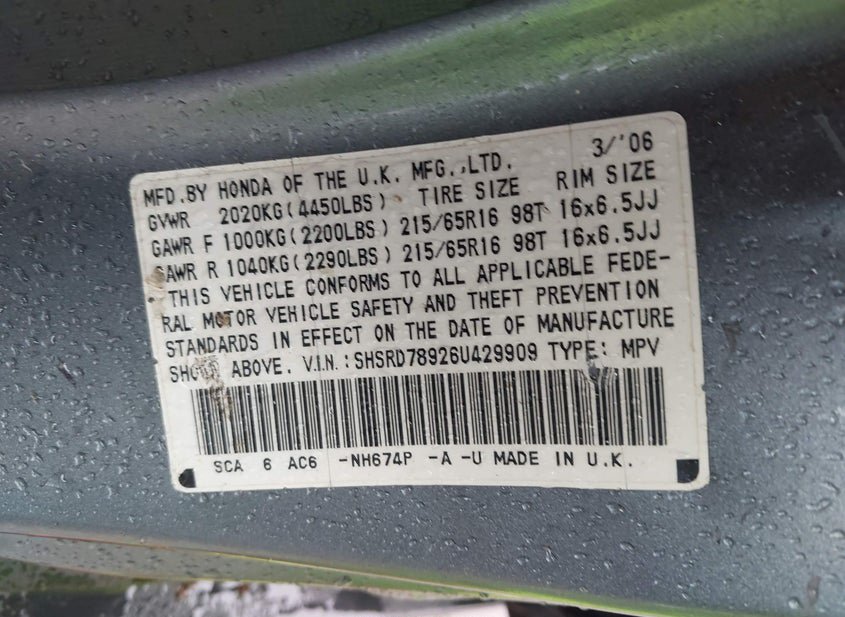 MFD.BY HONDA OF THE U.K. MFG.,LTD. 3/'06
GVWR 2020KG(4450LBS) TIRE SIZE RIM SIZE
GAWR F 1000KG(2200LBS) 215/65R16 98T 16x6.5JJ
GAWR R 1040KG(2290LBS) 215/65R16 98T 16x6.5JJ
THIS VEHICLE CONFORMS TO ALL APPLICABLE FEDE-
RAL MOTOR VEHICLE SAFETY AND THEFT PREVENTION
STANDARDS IN EFFECT ON THE DATE OF MANUFACTURE
SHOWN ABOVE. V.I.N.:SHSRD78926U429909 TYPE: MPV
SCA 6 AC6 -NH674P -A -U MADE IN U.K.